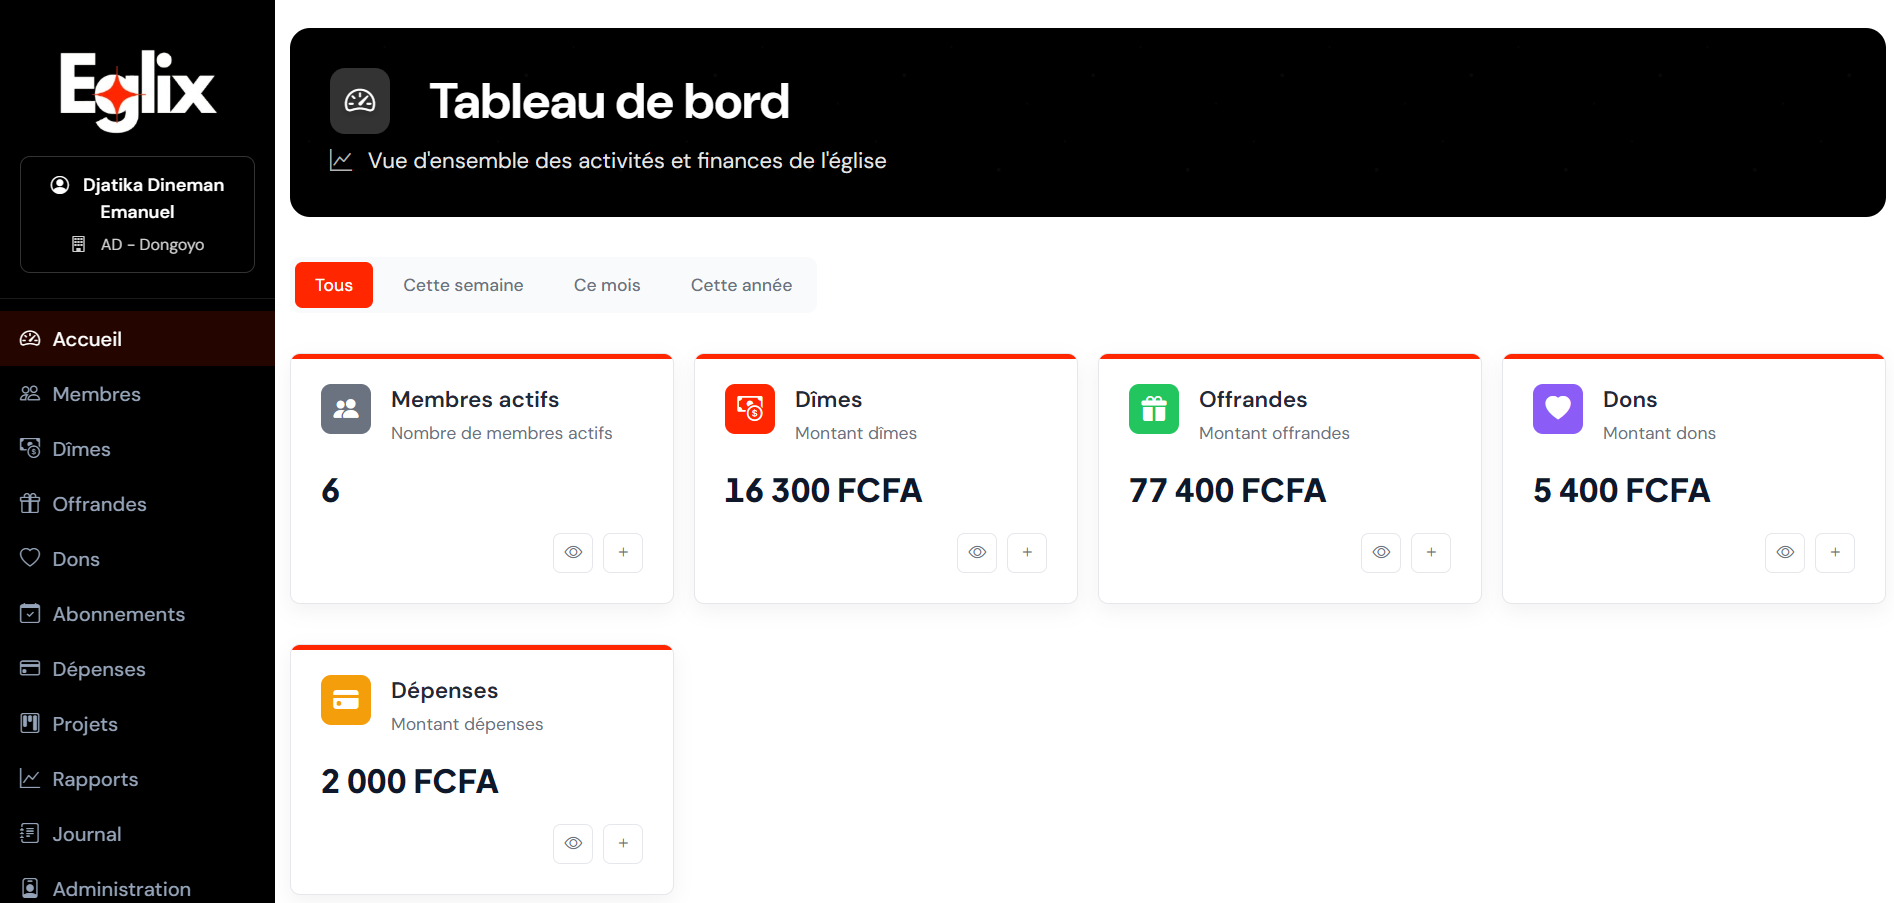 Eglix
Djatika Dineman
Emanuel
AD - Dongoyo
Accueil
Membres
Dîmes
Offrandes
Dons
Abonnements
Dépenses
Projets
Rapports
Journal
Administration
Tableau de bord
Vue d'ensemble des activités et finances de l'église
Tous
Cette semaine
Ce mois
Cette année
Membres actifs
Nombre de membres actifs
6
+
Dîmes
Montant dîmes
16 300 FCFA
+
Offrandes
Montant offrandes
77 400 FCFA
+
Dons
Montant dons
5 400 FCFA
+
Dépenses
Montant dépenses
2 000 FCFA
+